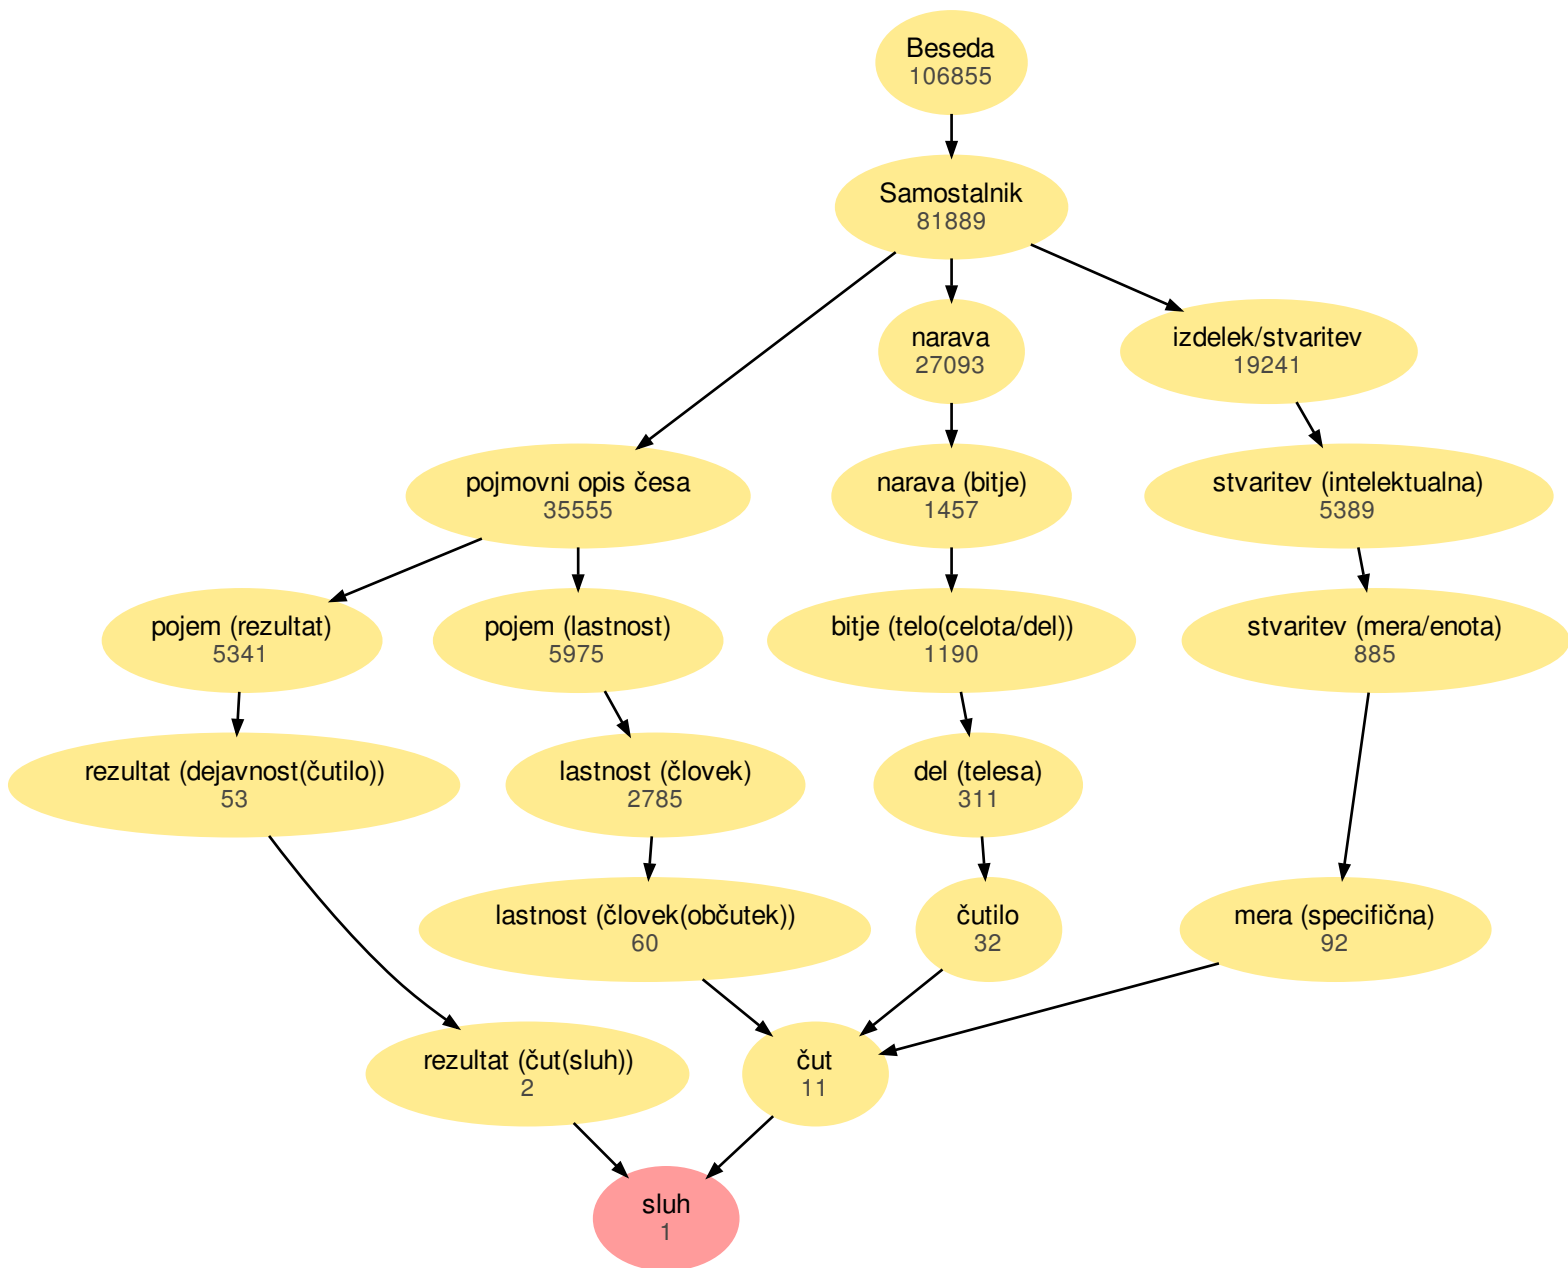 Beseda
106855
Samostalnik
81889
narava
27093
izdelek/stvaritev
19241
pojmovni opis česa
35555
narava (bitje)
1457
stvaritev (intelektualna)
5389
pojem (rezultat)
5341
pojem (lastnost)
5975
bitje (telo(celota/del))
1190
stvaritev (mera/enota)
885
rezultat (dejavnost(čutilo))
53
lastnost (človek)
2785
del (telesa)
311
lastnost (človek(občutek))
60
čutilo
32
mera (specifična)
92
rezultat (čut(sluh))
2
čut
11
sluh
1